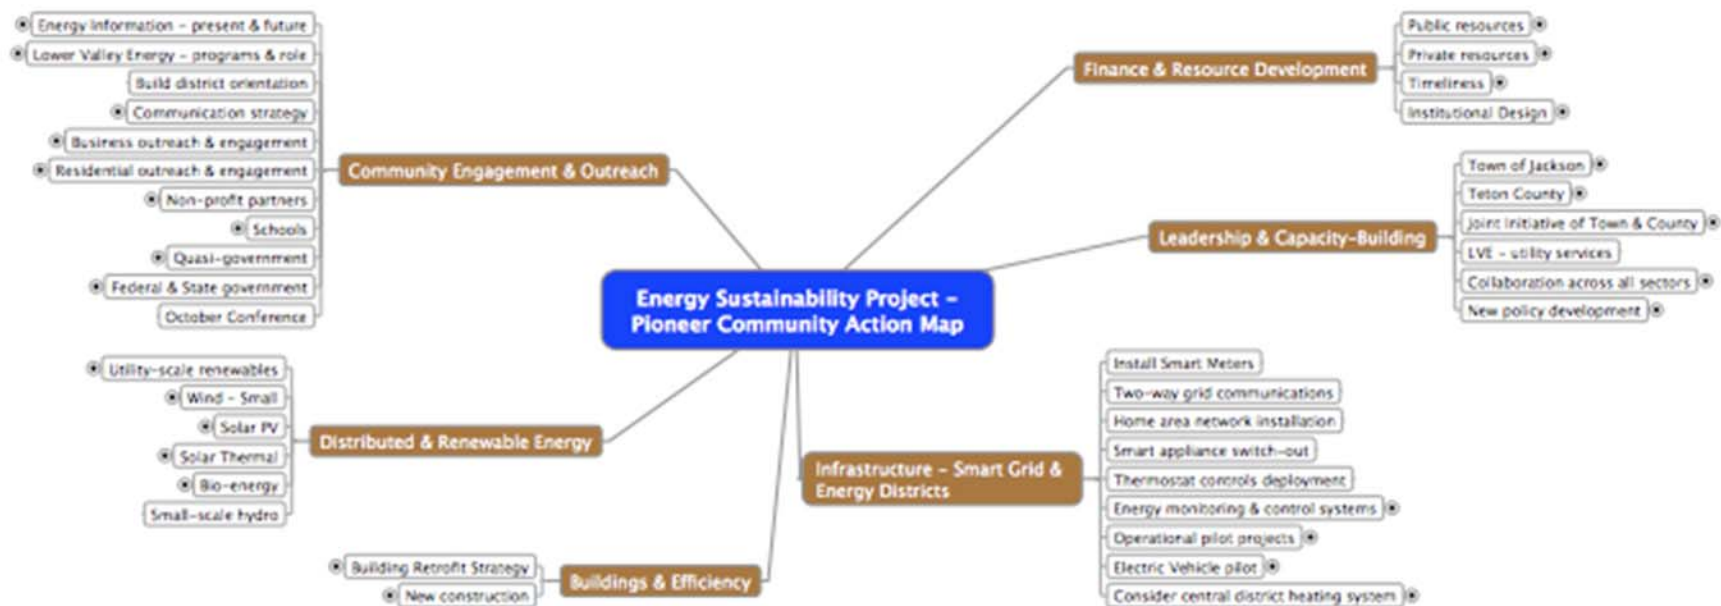 Energy Sustainability Project –
Pioneer Community Action Map
Community Engagement & Outreach
Energy Information – present & future
Lower Valley Energy – programs & role
Build district orientation
Communication strategy
Business outreach & engagement
Residential outreach & engagement
Non-profit partners
Schools
Quasi-government
Federal & State government
October Conference
Distributed & Renewable Energy
Utility-scale renewables
Wind – Small
Solar PV
Solar Thermal
Bio-energy
Small-scale hydro
Buildings & Efficiency
Building Retrofit Strategy
New construction
Finance & Resource Development
Public resources
Private resources
Timeliness
Institutional Design
Leadership & Capacity-Building
Town of Jackson
Teton County
Joint Initiative of Town & County
LVE – utility services
Collaboration across all sectors
New policy development
Infrastructure – Smart Grid &
Energy Districts
Install Smart Meters
Two-way grid communications
Home area network installation
Smart appliance switch-out
Thermostat controls deployment
Energy monitoring & control systems
Operational pilot projects
Electric Vehicle pilot
Consider central district heating system